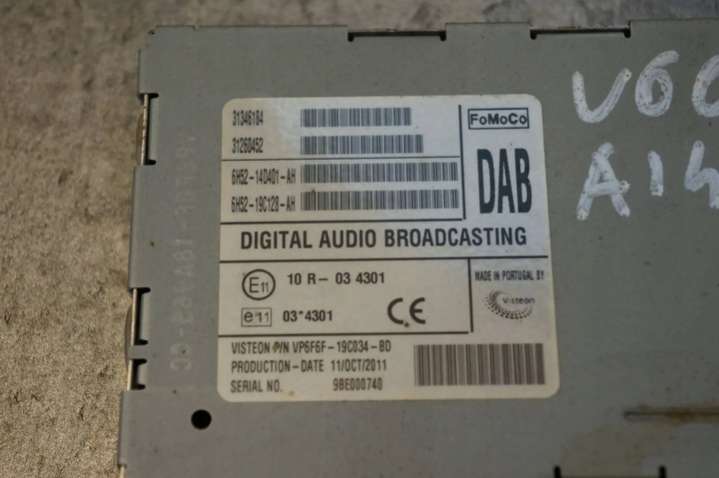 31346184
31260452
6H52-14D401-AH
6H52-19C128-AH
FoMoCo
DAB
DIGITAL AUDIO BROADCASTING
E11 10 R- 03 4301
e11 03*4301
CE
MADE IN PORTUGAL BY
Visteon
VISTEON P/N VP6F6F-19C034-BD
PRODUCTION-DATE 11/OCT/2011
SERIAL NO. 9BE000740
A14